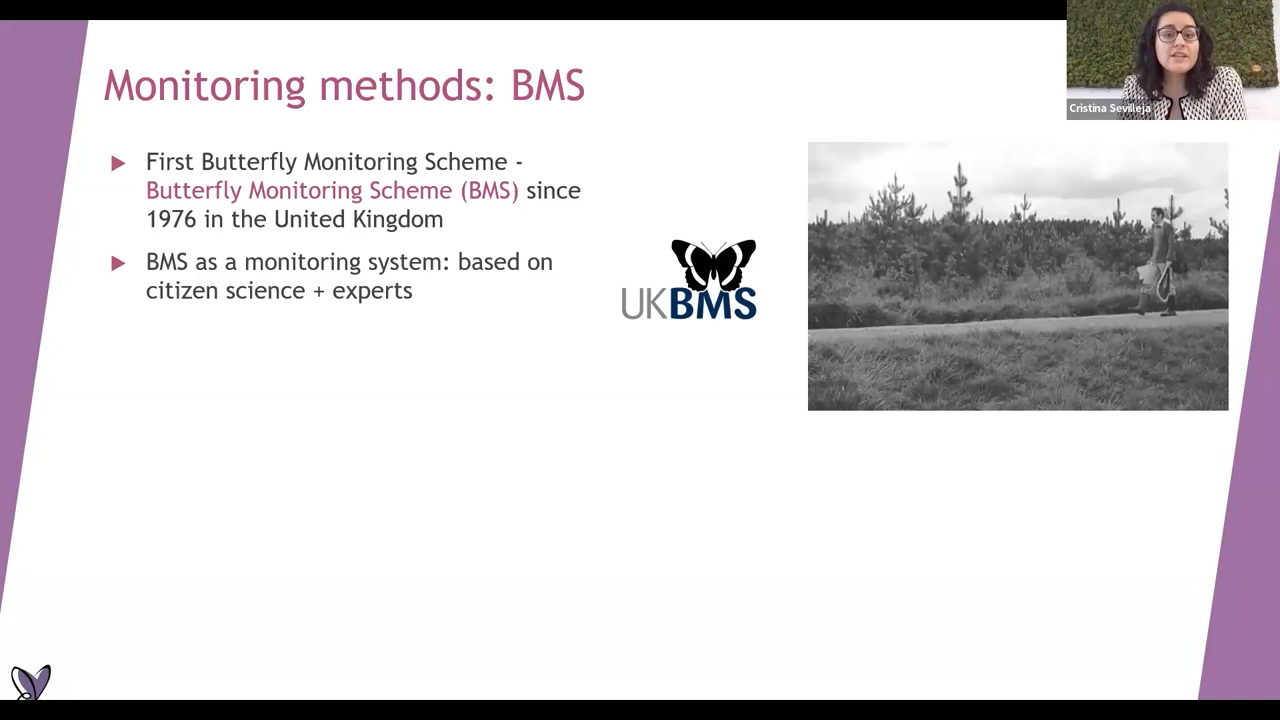 Monitoring methods: BMS
Cristina Sevilleja
First Butterfly Monitoring Scheme -
Butterfly Monitoring Scheme (BMS) since
1976 in the United Kingdom
BMS as a monitoring system: based on
citizen science + experts
UKBMS